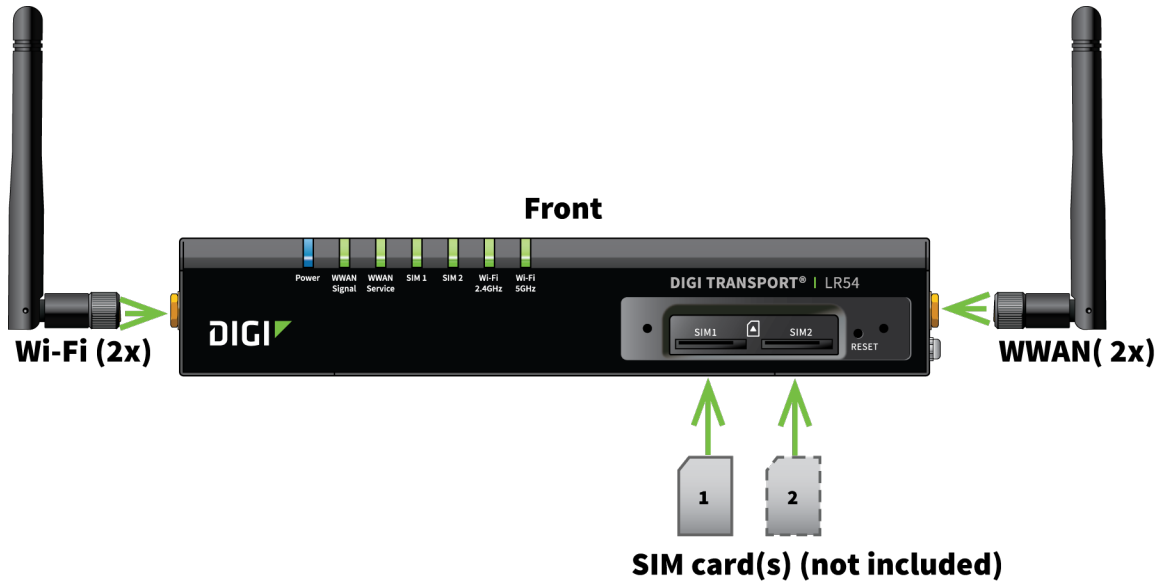 Front
Power
WWAN Signal
WWAN Service
SIM 1
SIM 2
Wi-Fi 2.4GHz
Wi-Fi 5GHz
DIGI TRANSPORT® | LR54
DIGI
SIM1
SIM2
RESET
Wi-Fi (2x)
WWAN( 2x)
1
2
SIM card(s) (not included)